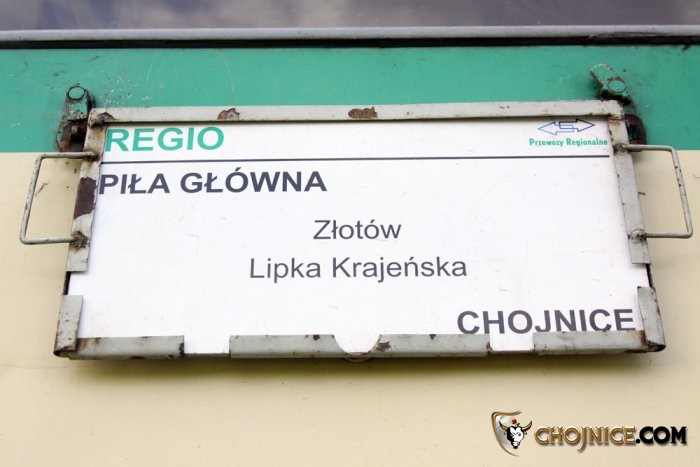 REGIO
Przewozy Regionalne
PIŁA GŁÓWNA
Złotów
Lipka Krajeńska
CHOJNICE
CHOJNICE.COM